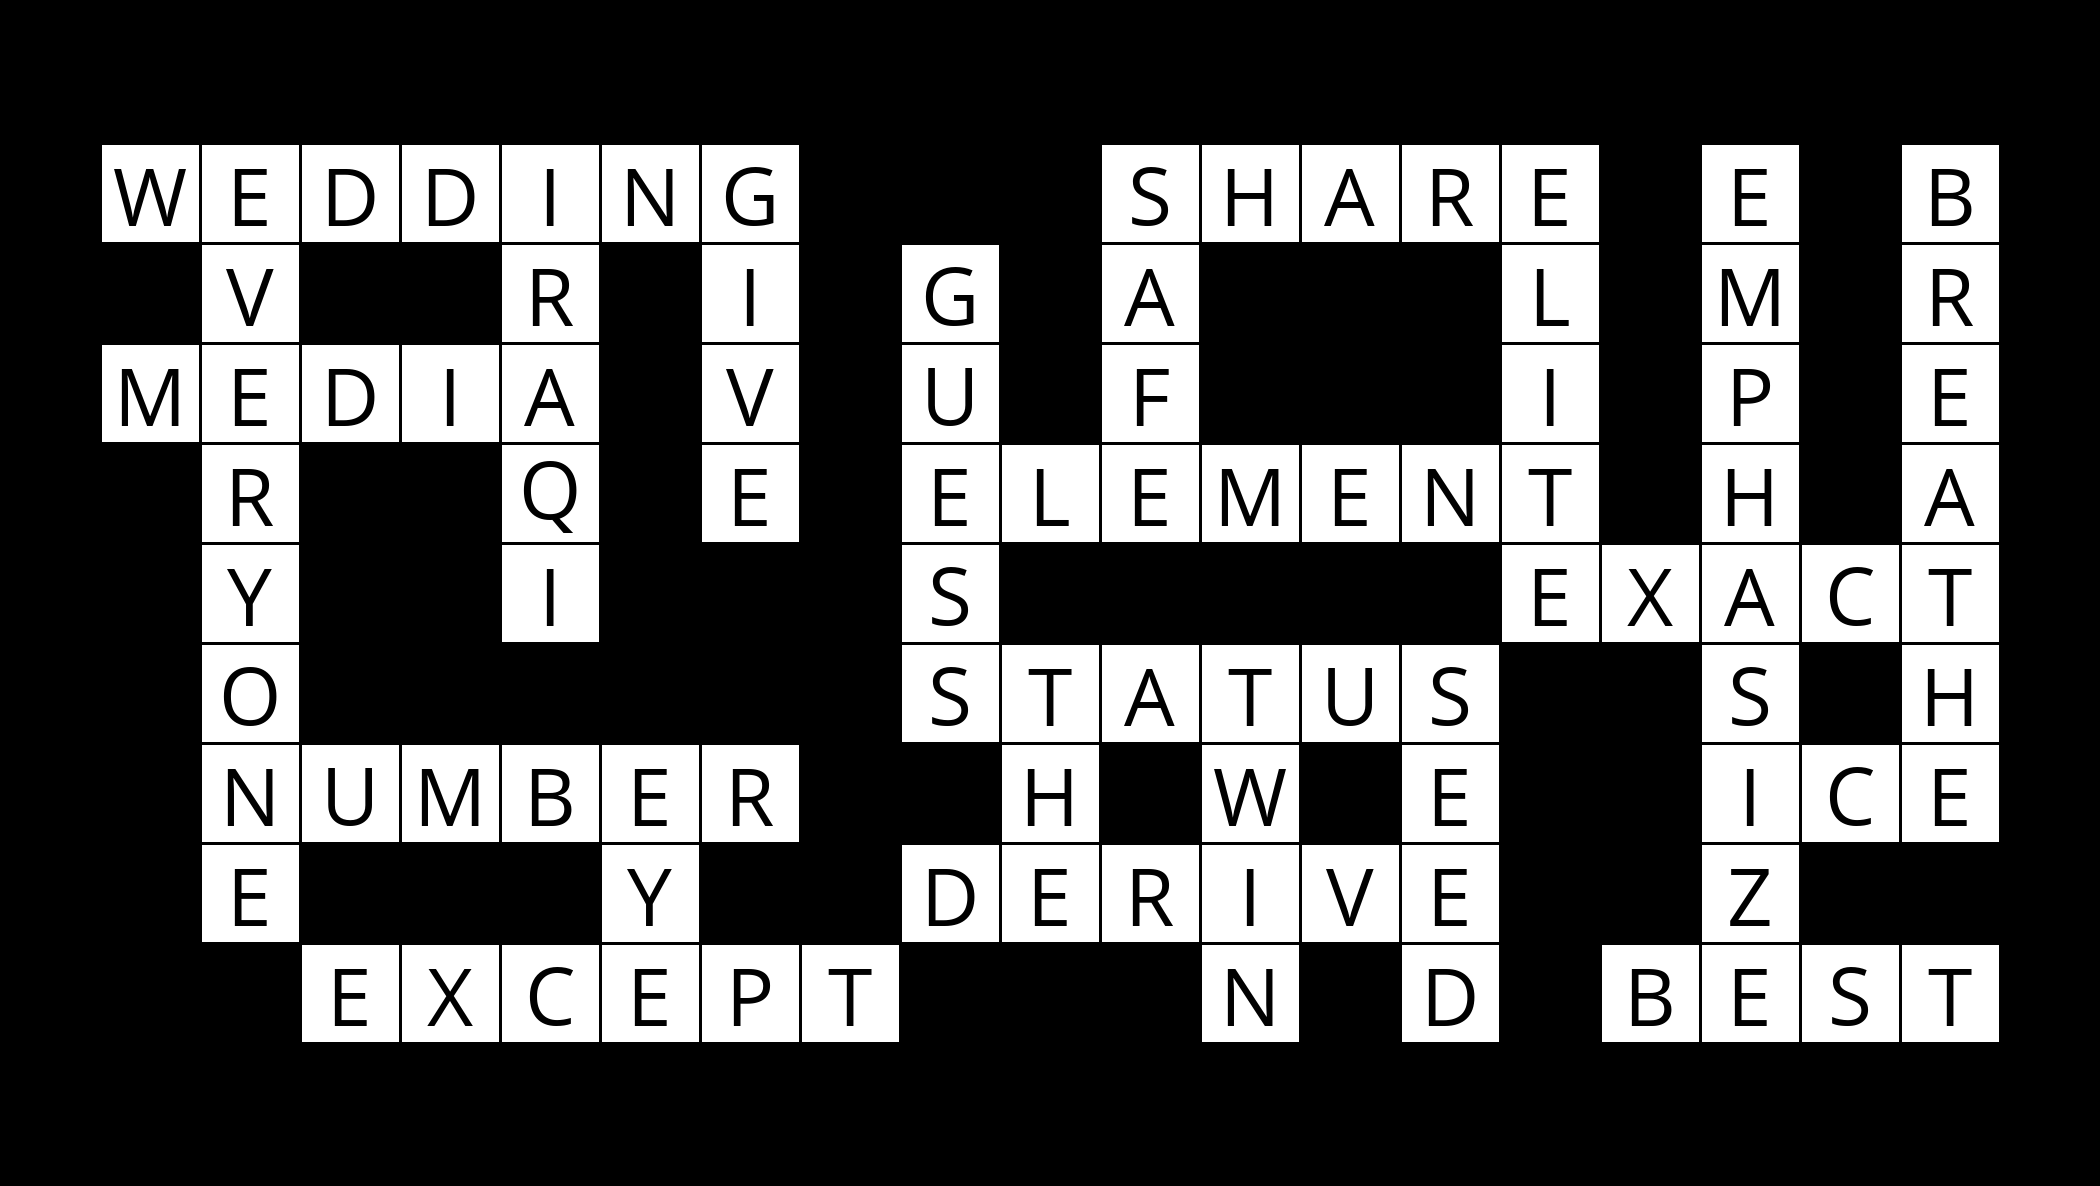 WEDDING SHARE E B
V R I G A L M R
MEDIA V U F I P E
R Q E ELEMENT H A
Y I S EXACT
O STATUS S H
NUMBER H W E ICE
E Y DERIVE Z
EXCEPT N D BEST